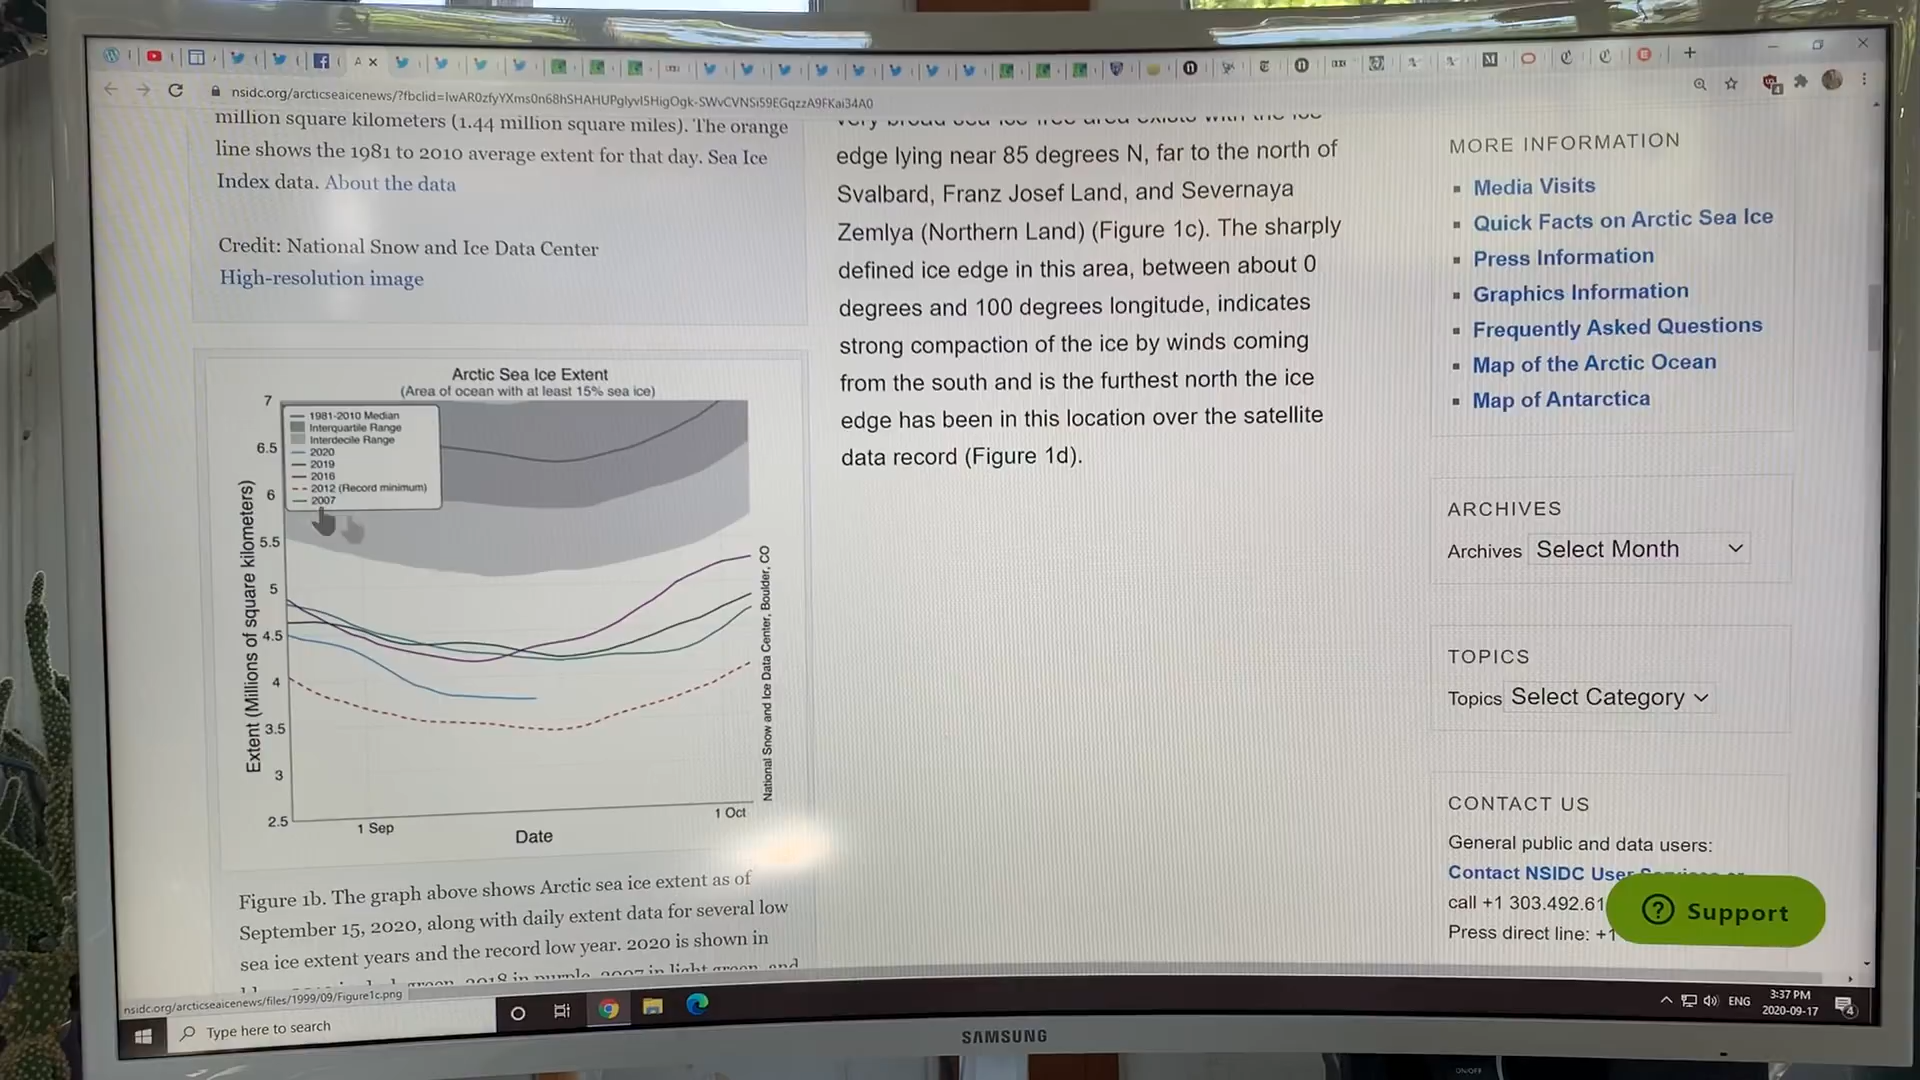 nsidc.org/arcticseaicenews/?fbclid=IwAR0zfyYXms0n68hSHAHUPglyvl5HigOgk-SWvCVNSi59EGqzzA9FKai34A0
million square kilometers (1.44 million square miles). The orange
line shows the 1981 to 2010 average extent for that day. Sea Ice
Index data. About the data
Credit: National Snow and Ice Data Center
High-resolution image
Arctic Sea Ice Extent
(Area of ocean with at least 15% sea ice)
7
6.5
6
5.5
5
4.5
4
3.5
3
2.5
Extent (Millions of square kilometers)
1981-2010 Median
Interquartile Range
Interdecile Range
2020
2019
2016
2012 (Record minimum)
2007
National Snow and Ice Data Center, Boulder, CO
1 Sep
1 Oct
Date
Figure 1b. The graph above shows Arctic sea ice extent as of
September 15, 2020, along with daily extent data for several low
sea ice extent years and the record low year. 2020 is shown in
edge lying near 85 degrees N, far to the north of
Svalbard, Franz Josef Land, and Severnaya
Zemlya (Northern Land) (Figure 1c). The sharply
defined ice edge in this area, between about 0
degrees and 100 degrees longitude, indicates
strong compaction of the ice by winds coming
from the south and is the furthest north the ice
edge has been in this location over the satellite
data record (Figure 1d).
MORE INFORMATION
Media Visits
Quick Facts on Arctic Sea Ice
Press Information
Graphics Information
Frequently Asked Questions
Map of the Arctic Ocean
Map of Antarctica
ARCHIVES
Archives Select Month
TOPICS
Topics Select Category
CONTACT US
General public and data users:
Contact NSIDC User
call +1 303.492.61
Press direct line: +1
Support
nsidc.org/arcticseaicenews/files/1999/09/Figure1c.png
Type here to search
ENG
3:37 PM
2020-09-17
4
SAMSUNG
ON/OFF